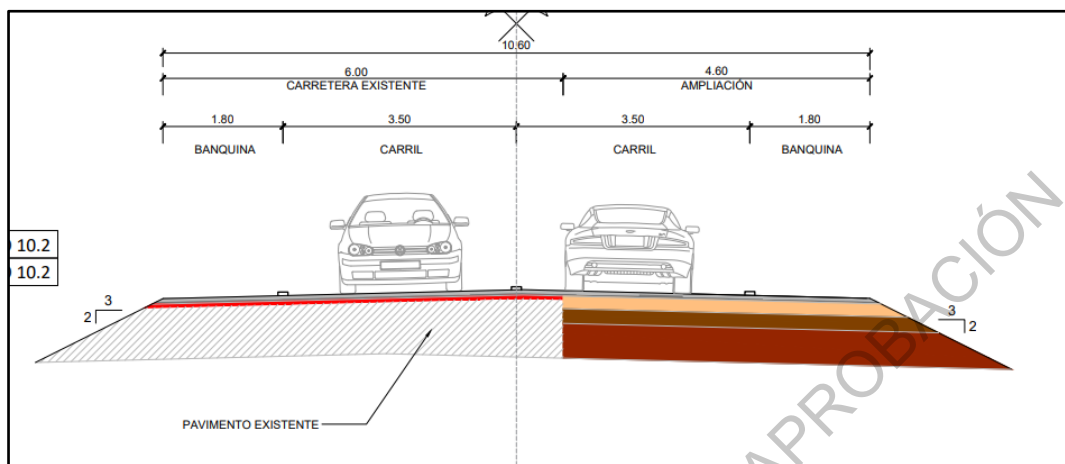 10.60
6.00
4.60
CARRETERA EXISTENTE
AMPLIACIÓN
1.80
3.50
3.50
1.80
BANQUINA
CARRIL
CARRIL
BANQUINA
10.2
10.2
3
2
3
2
PAVIMENTO EXISTENTE
APROBACIÓN